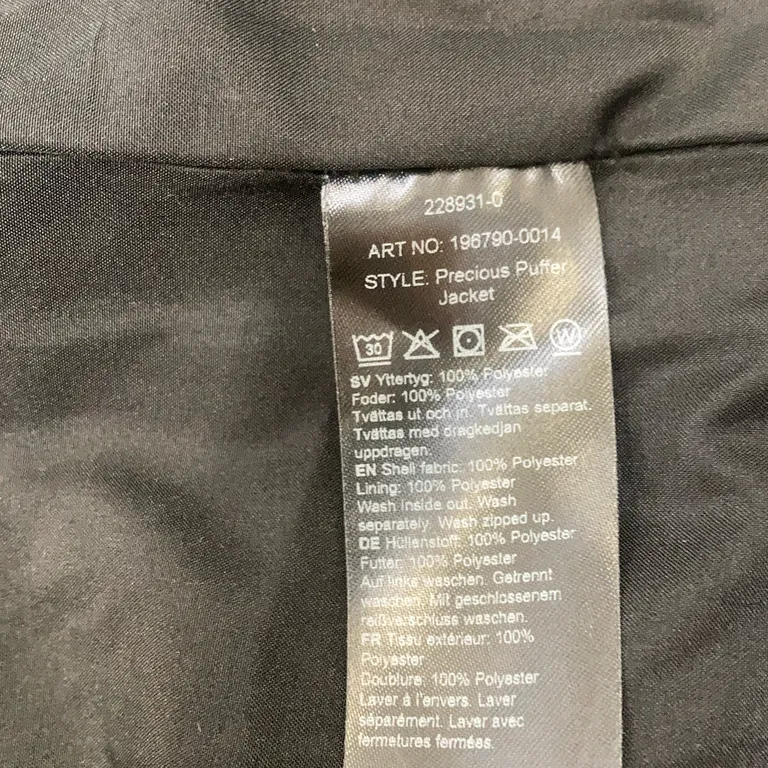 228931-0
ART NO: 196790-0014
STYLE: Precious Puffer
Jacket
30 W
SV Yttertyg: 100% Polyester
Foder: 100% Polyester
Tvättas ut och in. Tvättas separat.
Tvättas med dragkedjan
uppdragen.
EN Shell fabric: 100% Polyester
Lining: 100% Polyester
Wash inside out. Wash
separately. Wash zipped up.
DE Hüllenstoff: 100% Polyester
Futter: 100% Polyester
Auf links waschen. Getrennt
waschen. Mit geschlossenem
reißverschluss waschen.
FR Tissu extérieur: 100%
Polyester
Doublure: 100% Polyester
Laver à l'envers. Laver
séparément. Laver avec
fermetures fermées.